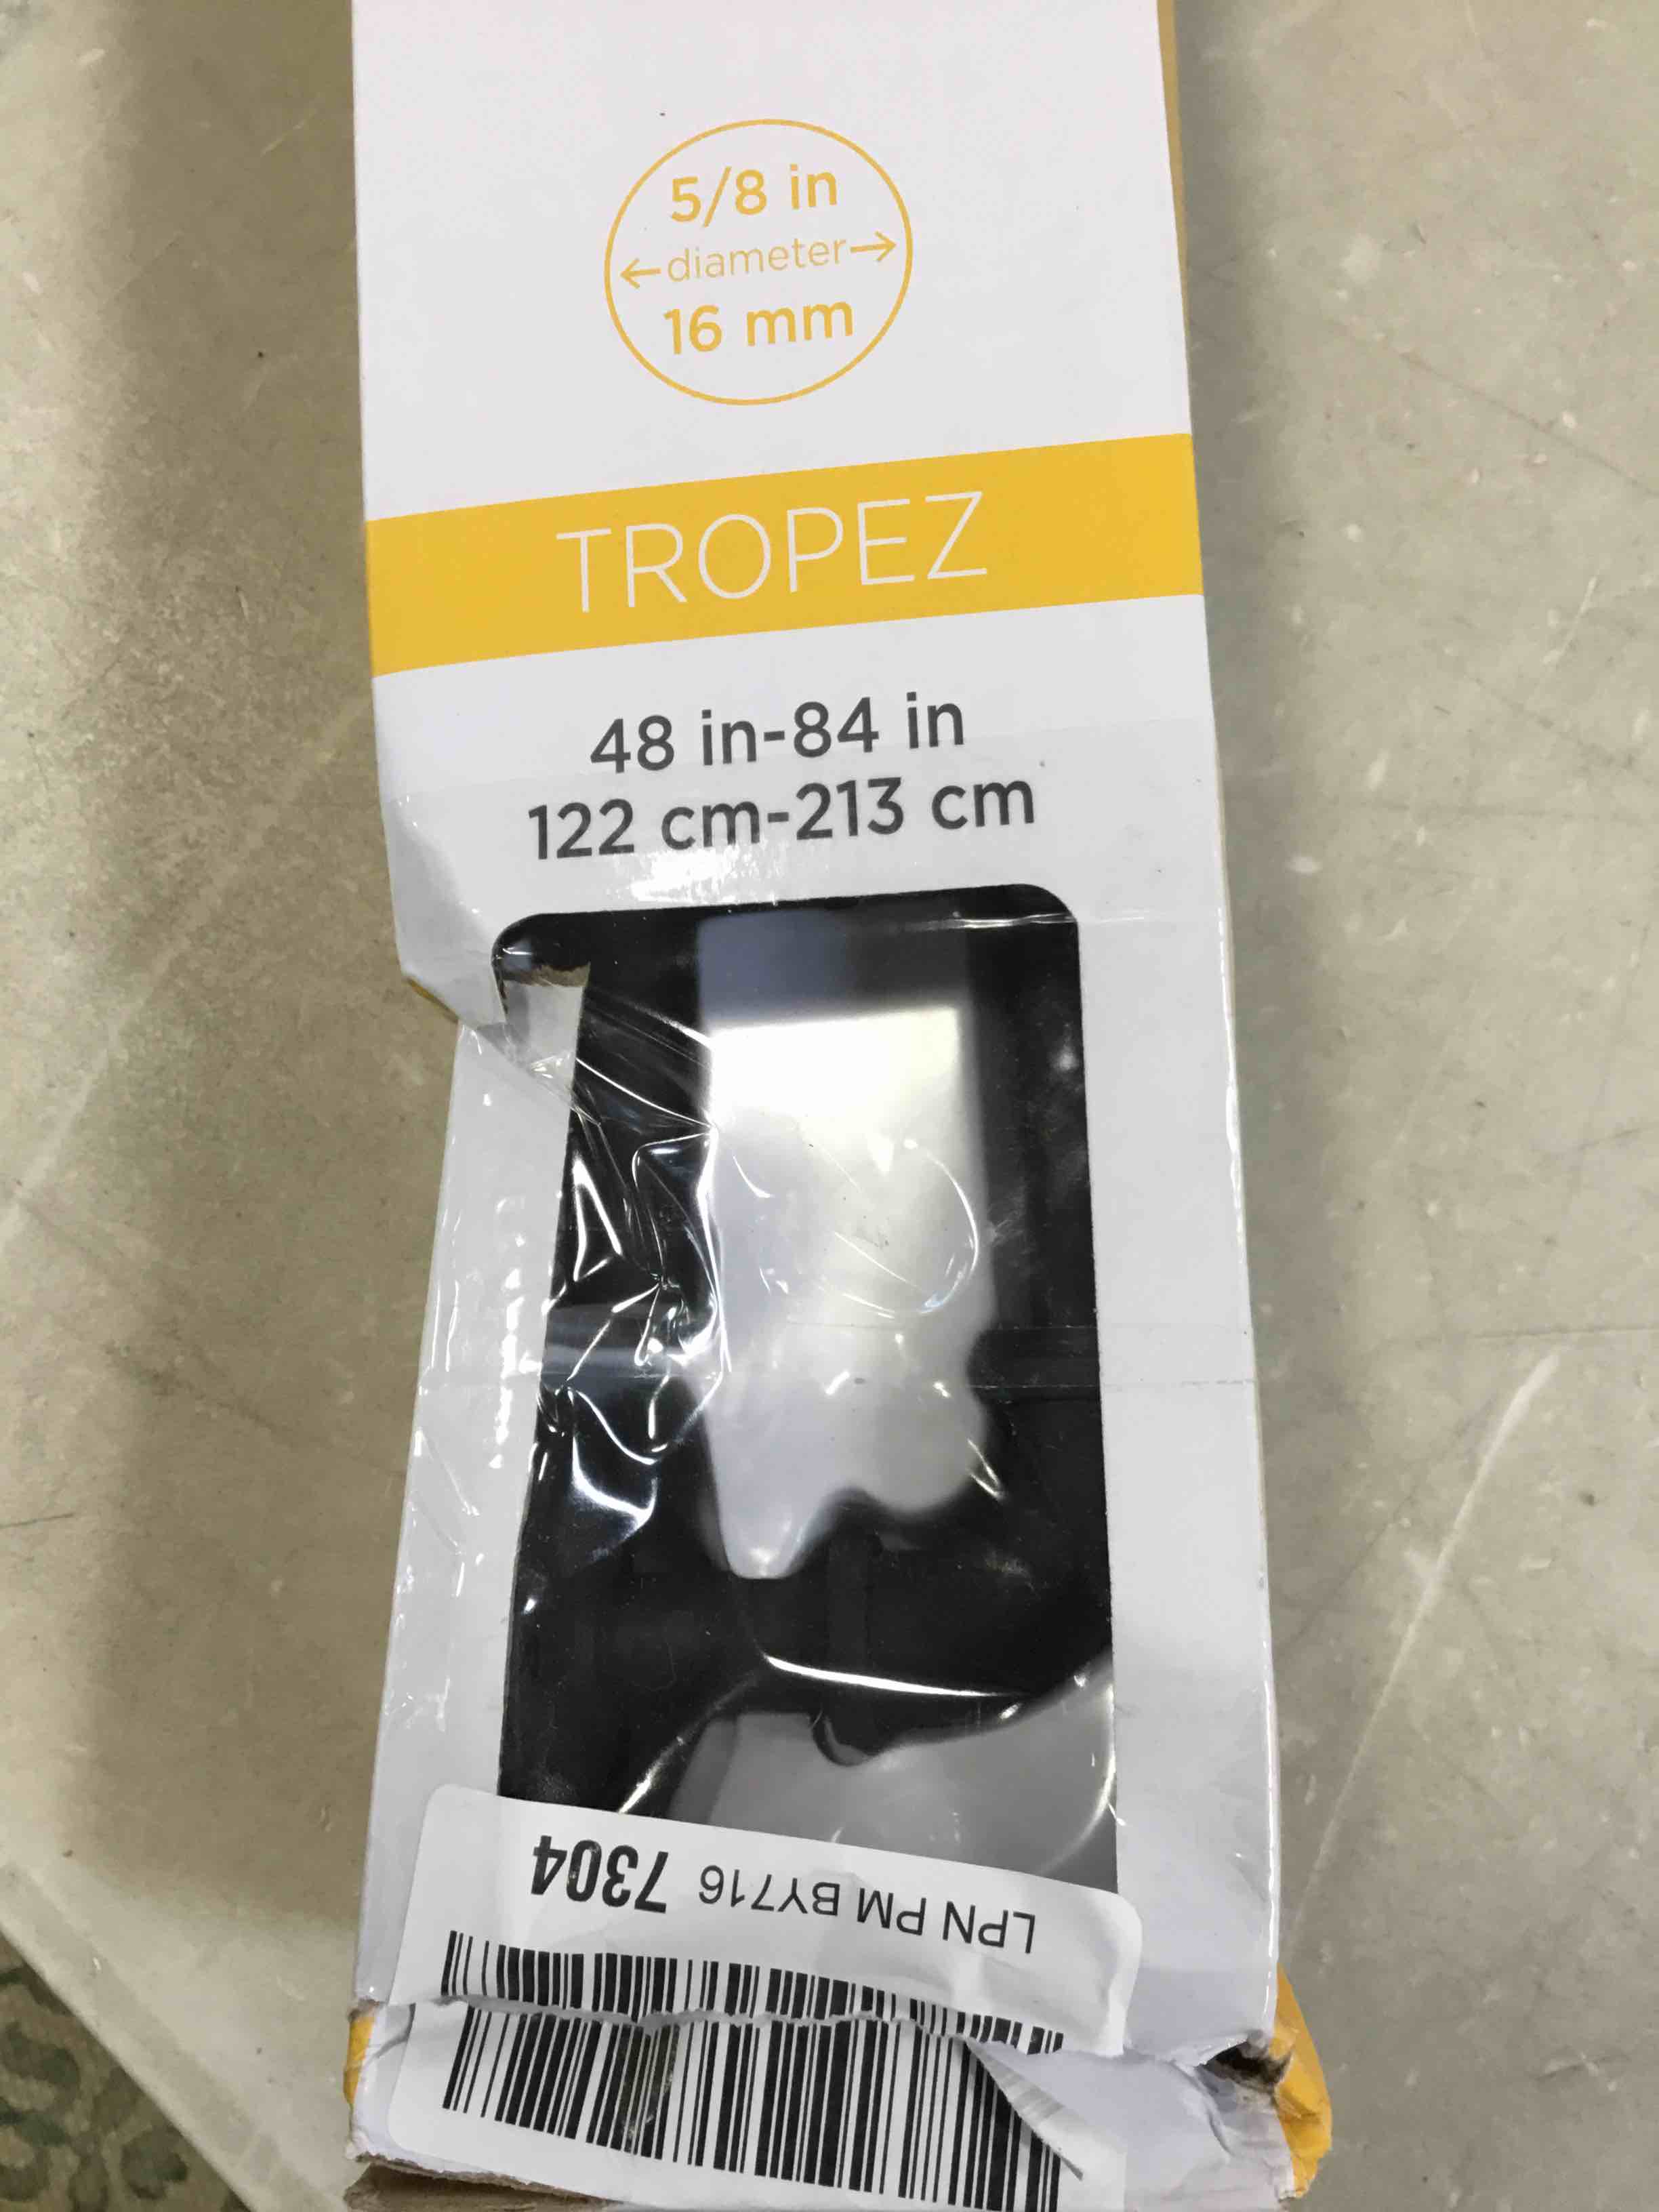 5/8 in
diameter
16 mm
TROPEZ
48 in-84 in
122 cm-213 cm
LPN PM BY716 7304